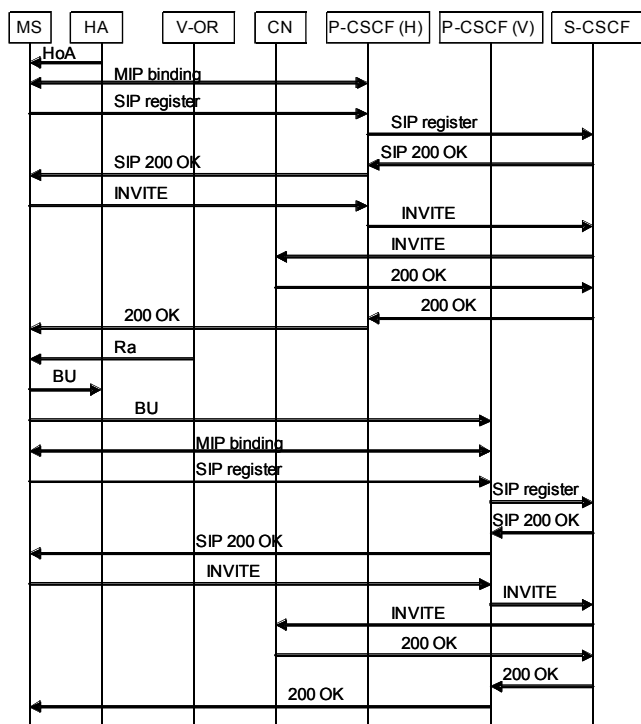 MS HA V-OR CN P-CSCF (H) P-CSCF (V) S-CSCF
HoA
MIP binding
SIP register
SIP register
SIP 200 OK
SIP 200 OK
INVITE
INVITE
INVITE
200 OK
200 OK
200 OK
Ra
BU
BU
MIP binding
SIP register
SIP register
SIP 200 OK
SIP 200 OK
INVITE
INVITE
INVITE
200 OK
200 OK
200 OK